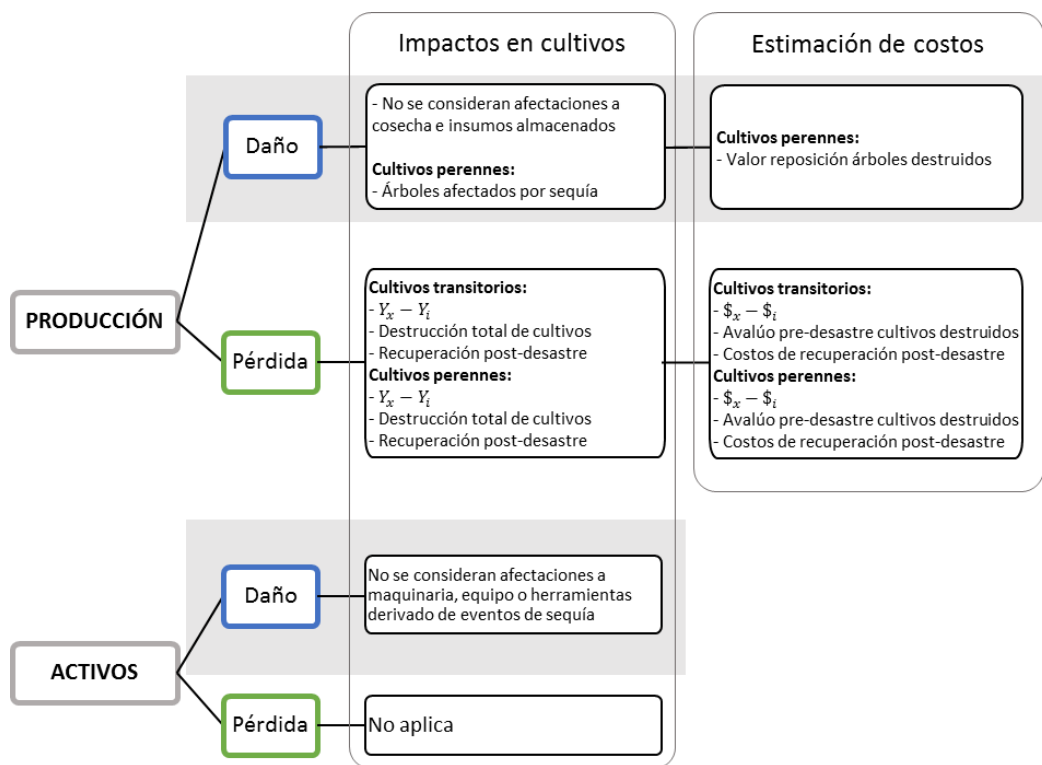 Impactos en cultivos
Estimación de costos
PRODUCCIÓN
Daño
- No se consideran afectaciones a
cosecha e insumos almacenados
Cultivos perennes:
- Árboles afectados por sequía
Cultivos perennes:
- Valor reposición árboles destruidos
Pérdida
Cultivos transitorios:
- Yₓ − Yᵢ
- Destrucción total de cultivos
- Recuperación post-desastre
Cultivos perennes:
- Yₓ − Yᵢ
- Destrucción total de cultivos
- Recuperación post-desastre
Cultivos transitorios:
- $ₓ − $ᵢ
- Avalúo pre-desastre cultivos destruidos
- Costos de recuperación post-desastre
Cultivos perennes:
- $ₓ − $ᵢ
- Avalúo pre-desastre cultivos destruidos
- Costos de recuperación post-desastre
ACTIVOS
Daño
No se consideran afectaciones a
maquinaria, equipo o herramientas
derivado de eventos de sequía
Pérdida
No aplica